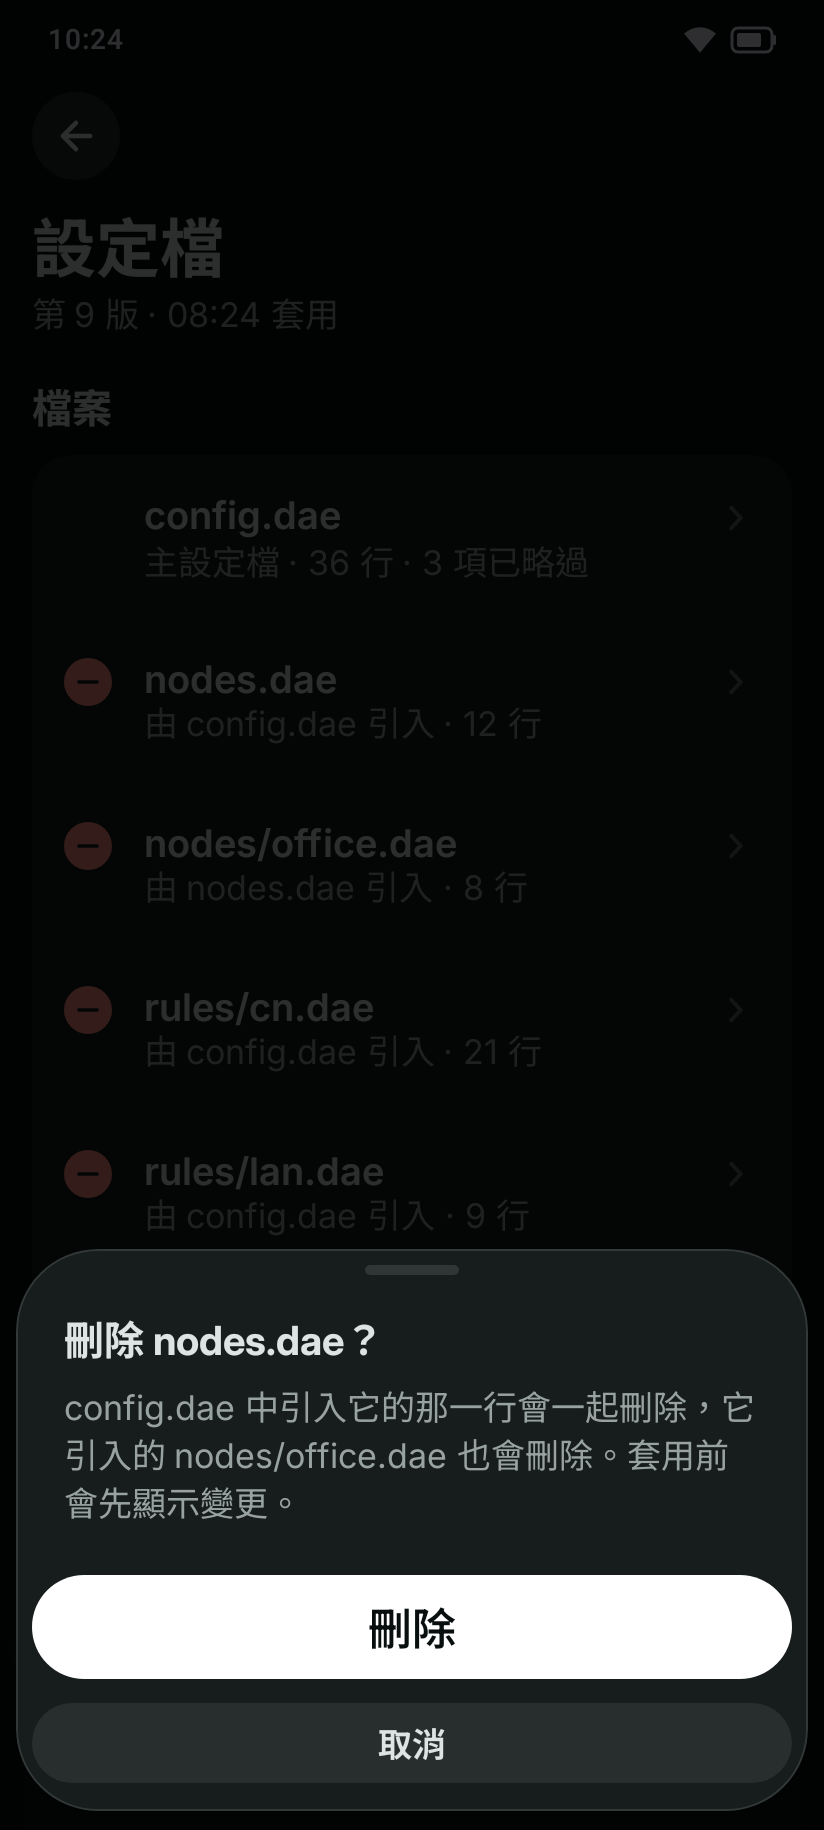 10:24
設定檔
第 9 版 · 08:24 套用
檔案
config.dae
主設定檔 · 36 行 · 3 項已略過
nodes.dae
由 config.dae 引入 · 12 行
nodes/office.dae
由 nodes.dae 引入 · 8 行
rules/cn.dae
由 config.dae 引入 · 21 行
rules/lan.dae
由 config.dae 引入 · 9 行
刪除 nodes.dae？
config.dae 中引入它的那一行會一起刪除，它
引入的 nodes/office.dae 也會刪除。套用前
會先顯示變更。
刪除
取消